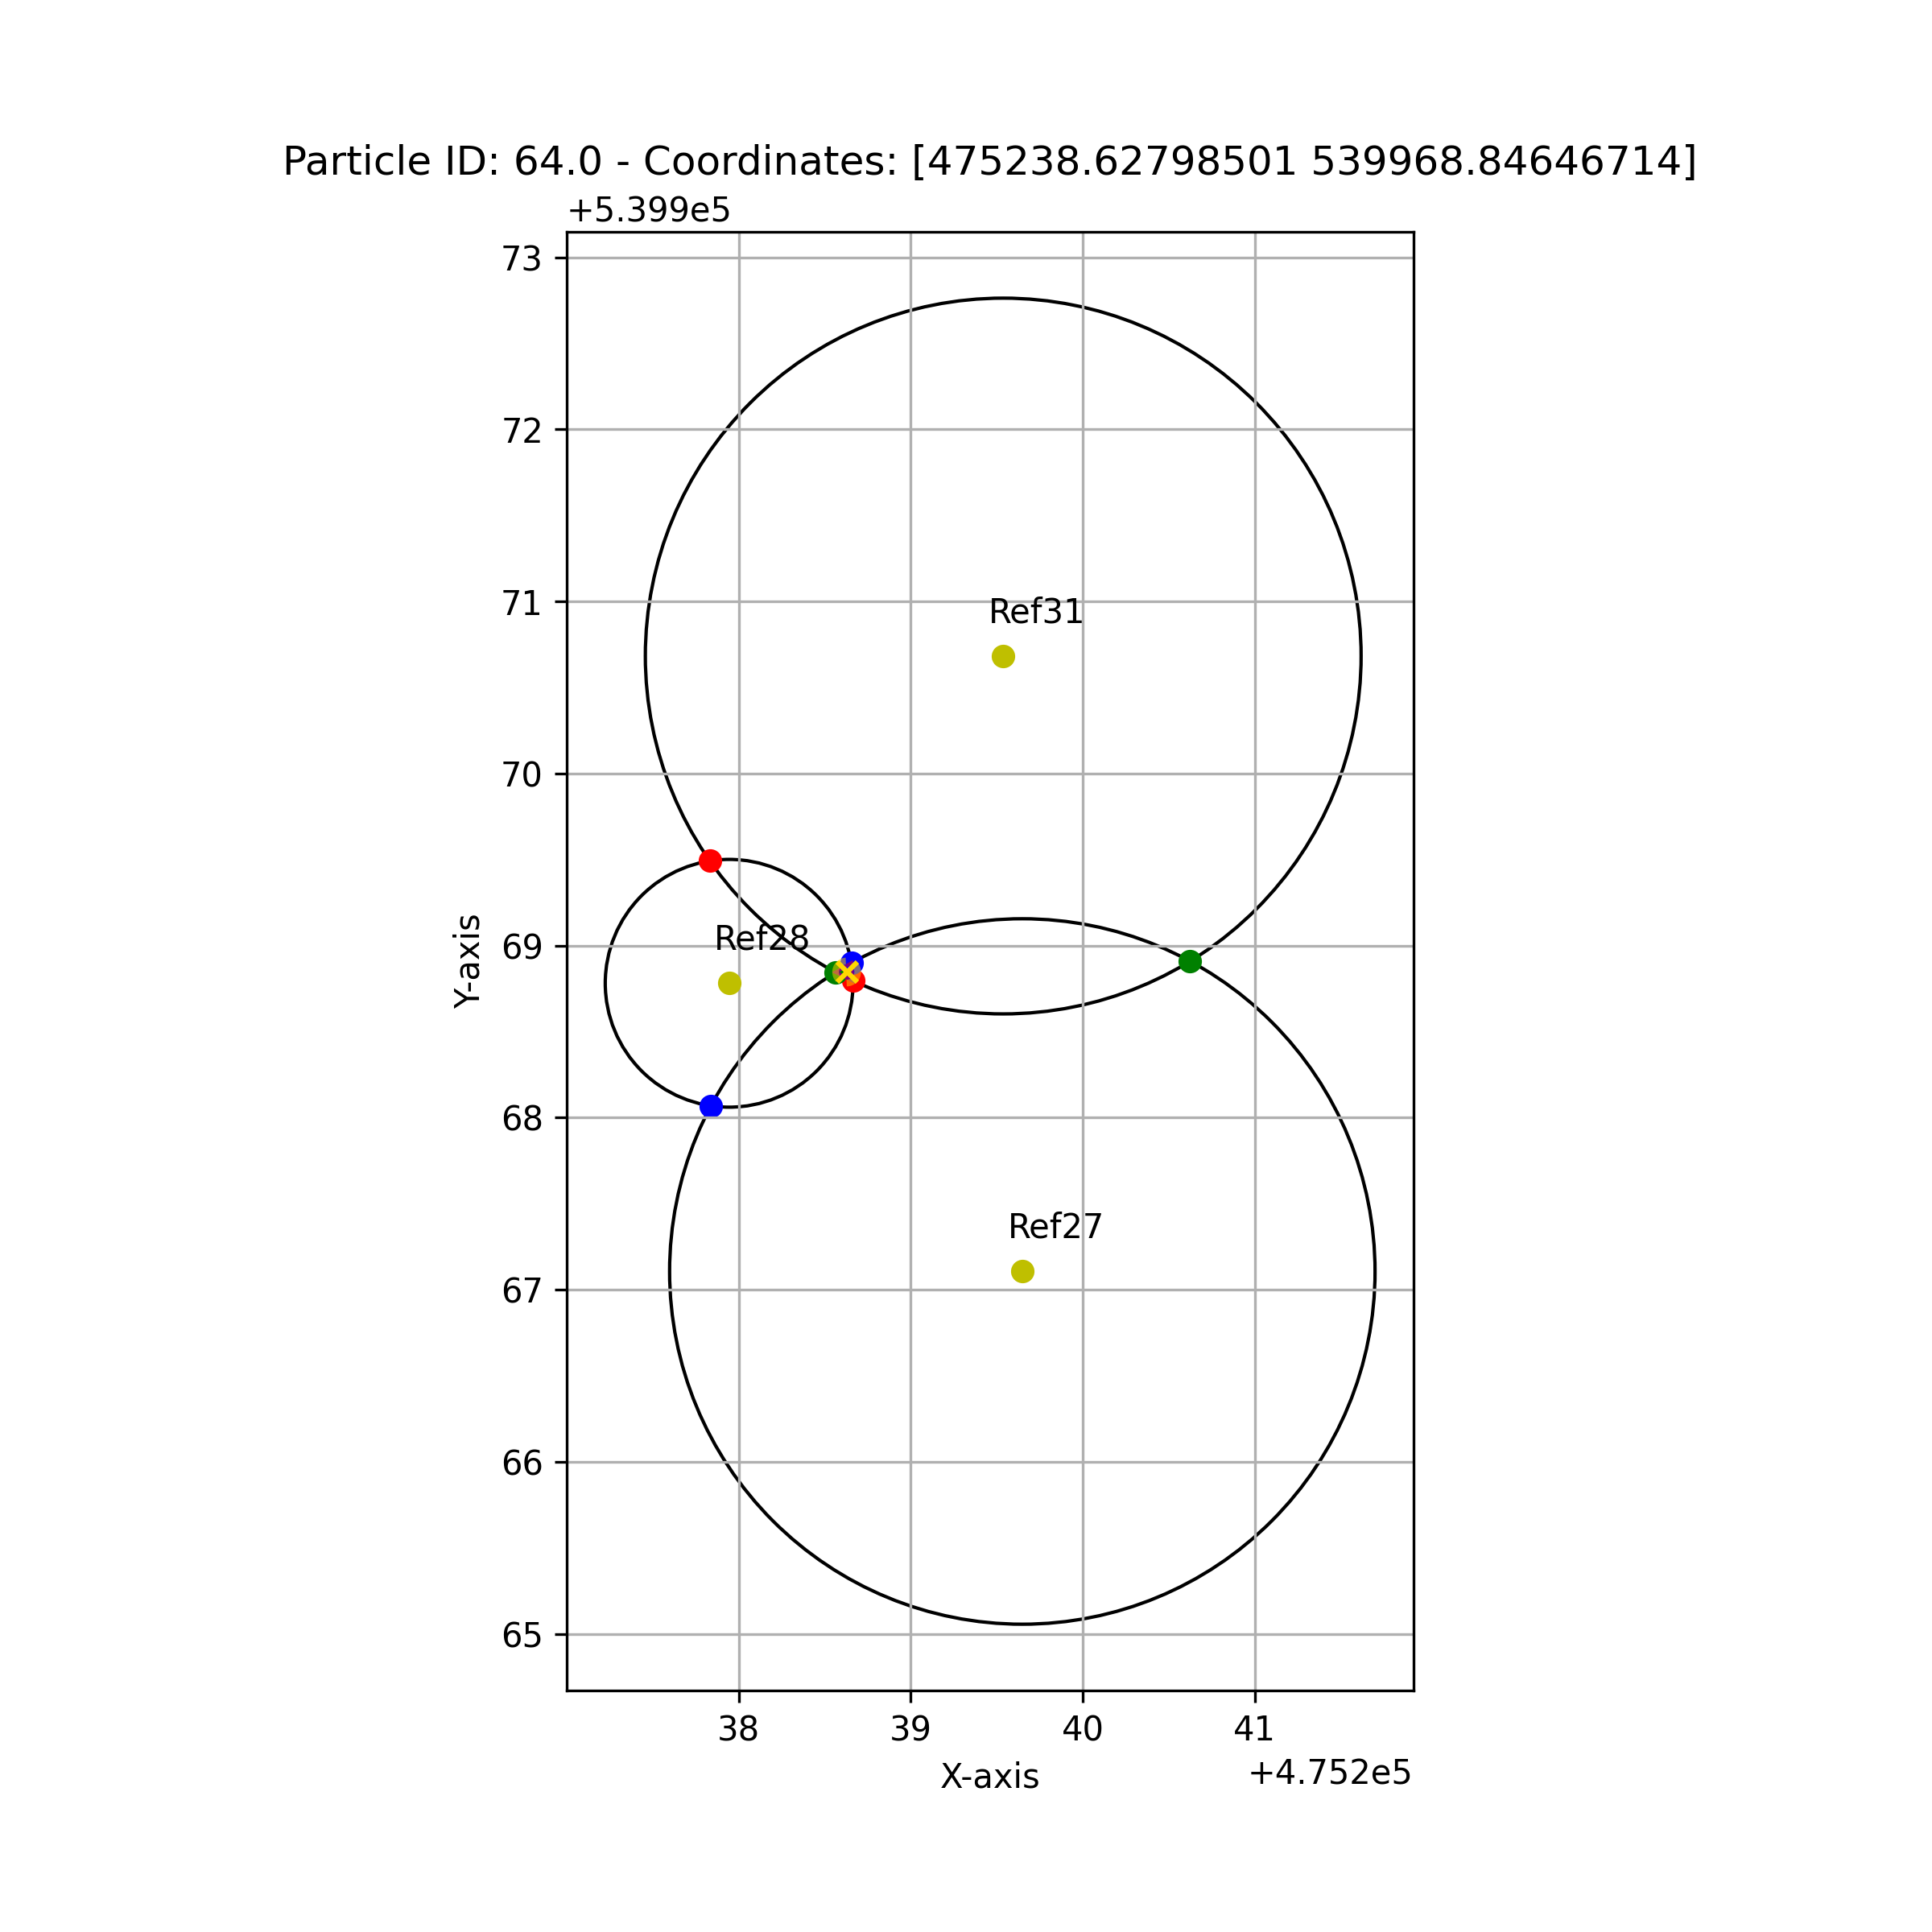 Particle ID: 64.0 - Coordinates: [475238.62798501 539968.84646714]
+5.399e5
73
72
71
70
69
68
67
66
65
Y-axis
Ref31
Ref28
Ref27
38 39 40 41
X-axis
+4.752e5